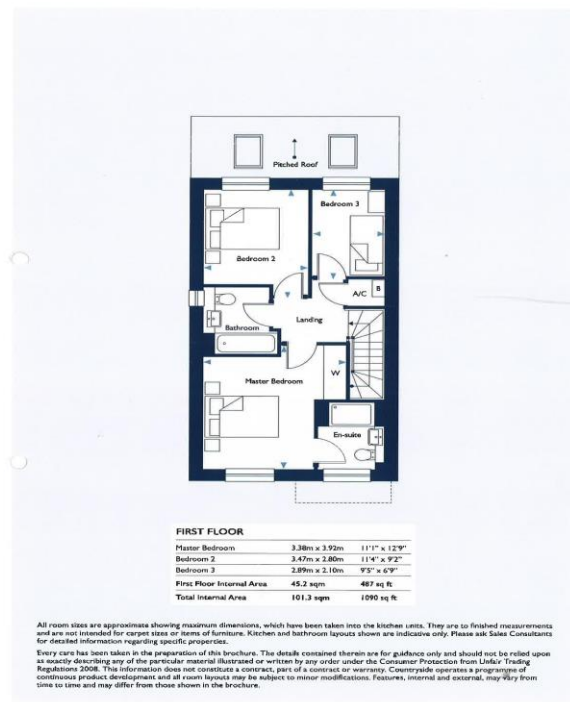 Pitched Roof
Bedroom 3
Bedroom 2
A/C
B
Landing
Bathroom
Master Bedroom
W
En-suite
FIRST FLOOR
Master Bedroom 3.38m x 3.92m 11'1" x 12'9"
Bedroom 2 3.47m x 2.80m 11'4" x 9'2"
Bedroom 3 2.89m x 2.10m 9'5" x 6'9"
First Floor Internal Area 45.2 sqm 487 sq ft
Total Internal Area 101.3 sqm 1090 sq ft
All room sizes are approximate showing maximum dimensions, which have been taken into the kitchen units. They are to finished measurements
and are not intended for carpet sizes or items of furniture. Kitchen and bathroom layouts shown are indicative only. Please ask Sales Consultants
for detailed information regarding specific properties.
Every care has been taken in the preparation of this brochure. The details contained therein are for guidance only and should not be relied upon
as exactly describing any of the particular material illustrated or written by any order under the Consumer Protection from Unfair Trading
Regulations 2008. This information does not constitute a contract, part of a contract or warranty. Countryside operates a programme of
continuous product development and all room layouts may be subject to minor modifications. Features, internal and external, may vary from
time to time and may differ from those shown in the brochure.